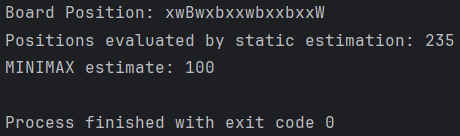 Board Position: xwBwxbxxwbxxbxxW
Positions evaluated by static estimation: 235
MINIMAX estimate: 100
Process finished with exit code 0